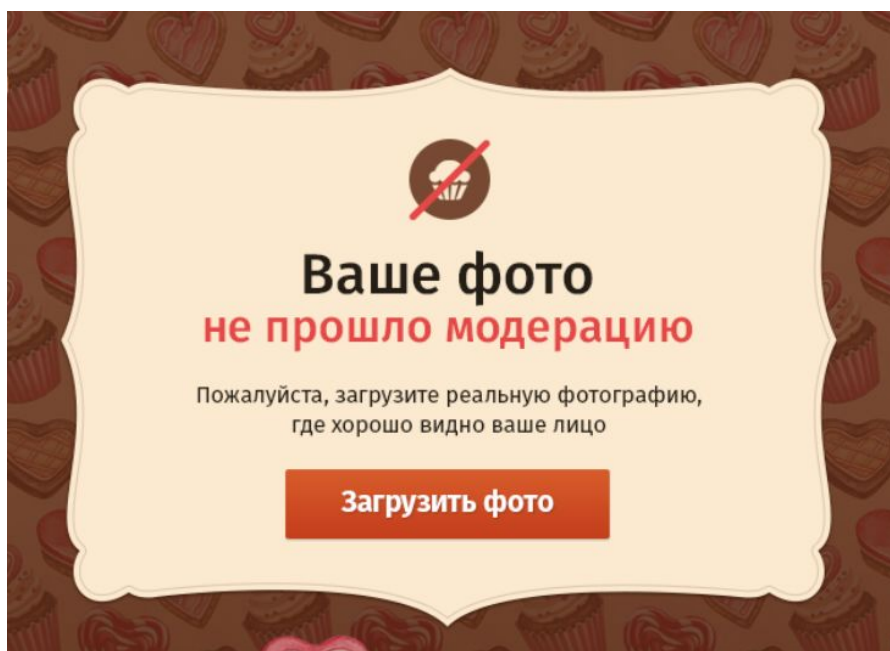 Ваше фото
не прошло модерацию
Пожалуйста, загрузите реальную фотографию,
где хорошо видно ваше лицо
Загрузить фото